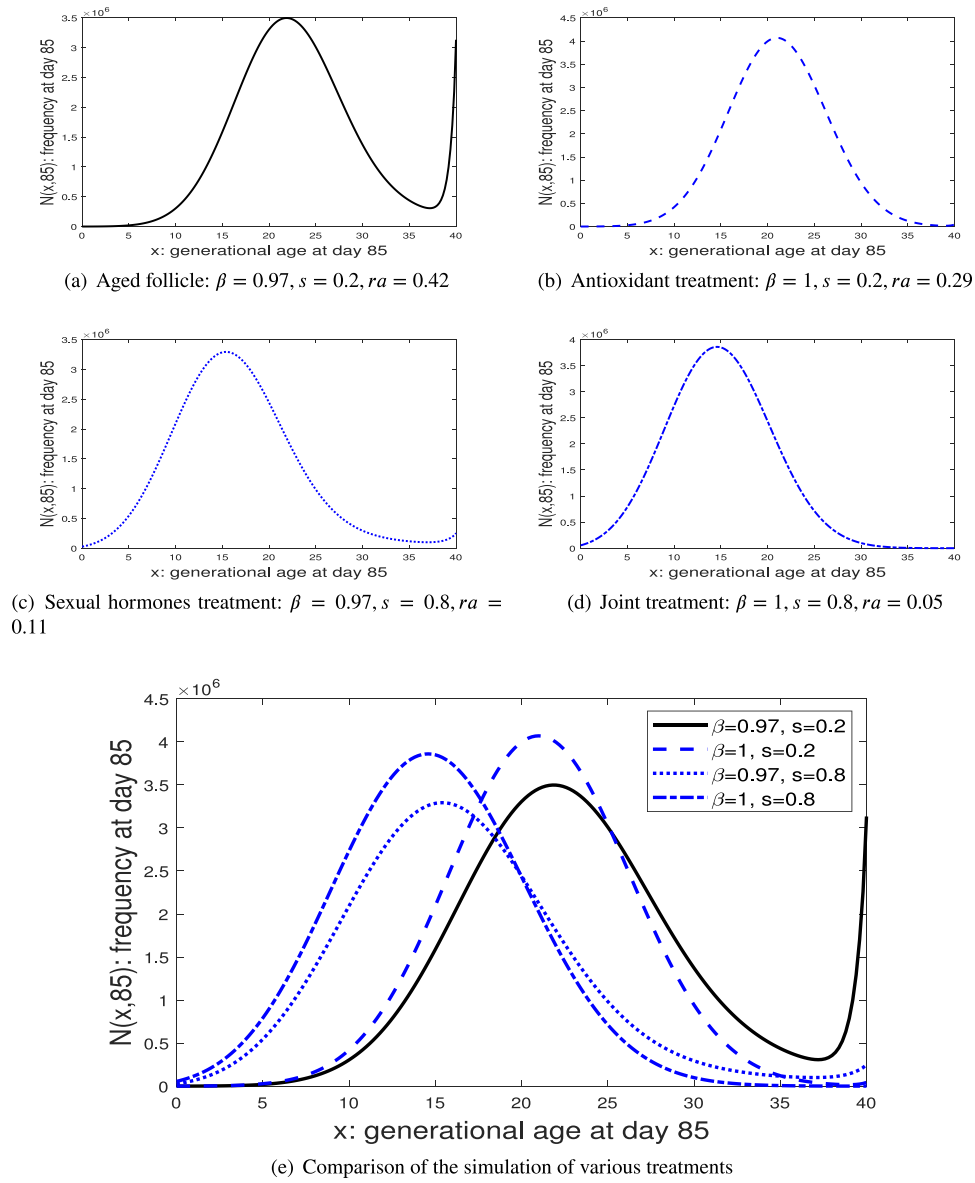 ×10⁶
3.5
3
2.5
2
1.5
1
0.5
0
N(x,85): frequency at day 85
0 5 10 15 20 25 30 35 40
x: generational age at day 85
(a) Aged follicle: β = 0.97, s = 0.2, ra = 0.42
×10⁶
4.5
4
3.5
3
2.5
2
1.5
1
0.5
0
N(x,85): frequency at day 85
0 5 10 15 20 25 30 35 40
x: generational age at day 85
(b) Antioxidant treatment: β = 1, s = 0.2, ra = 0.29
×10⁶
3.5
3
2.5
2
1.5
1
0.5
0
N(x,85): frequency at day 85
0 5 10 15 20 25 30 35 40
x: generational age at day 85
(c) Sexual hormones treatment: β = 0.97, s = 0.8, ra =
0.11
×10⁶
4
3.5
3
2.5
2
1.5
1
0.5
0
N(x,85): frequency at day 85
0 5 10 15 20 25 30 35 40
x: generational age at day 85
(d) Joint treatment: β = 1, s = 0.8, ra = 0.05
×10⁶
4.5
4
3.5
3
2.5
2
1.5
1
0.5
0
N(x,85): frequency at day 85
β=0.97, s=0.2
β=1, s=0.2
β=0.97, s=0.8
β=1, s=0.8
0 5 10 15 20 25 30 35 40
x: generational age at day 85
(e) Comparison of the simulation of various treatments